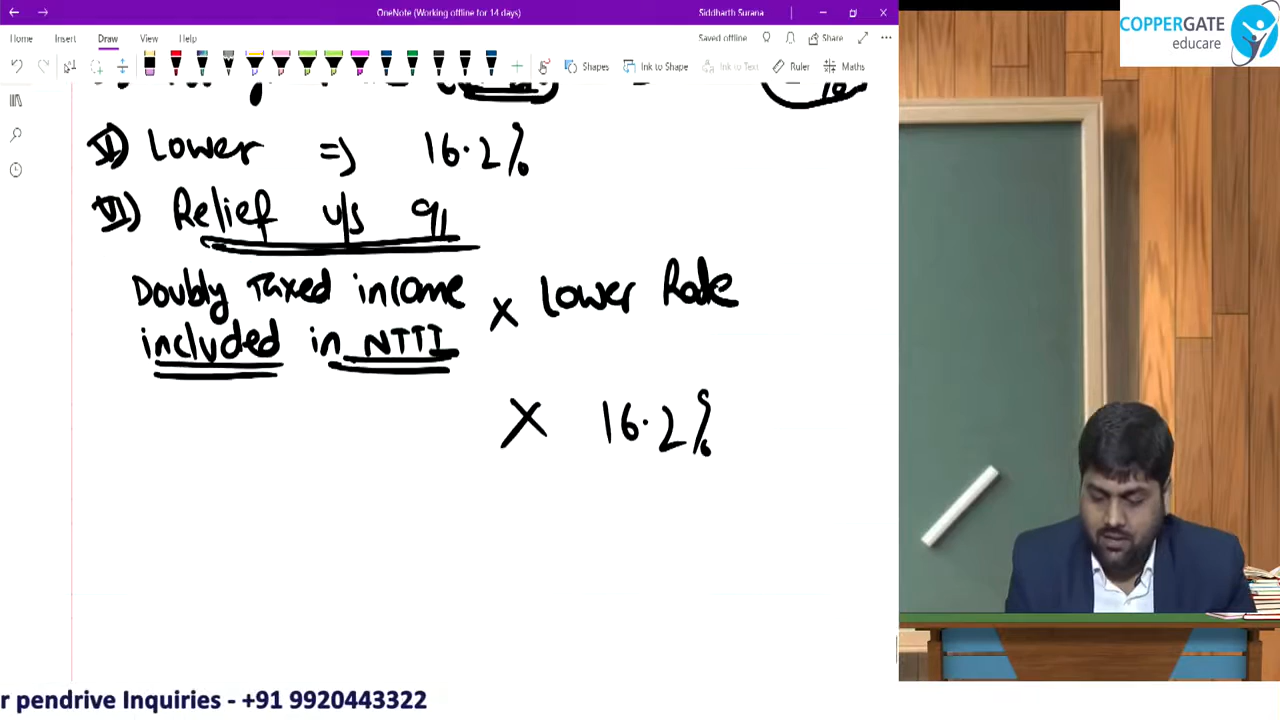 OneNote (Working offline for 14 days)
Siddharth Surana
COPPERGATE
educare
Home Insert Draw View Help
Saved offline
Share
Shapes
Ink to Shape
Ink to Text
Ruler
Maths
VI) Lower => 16.2%
VII) Relief u/s 91
Doubly Taxed income × Lower Rate
included in NTTI
× 16.2%
r pendrive Inquiries - +91 9920443322